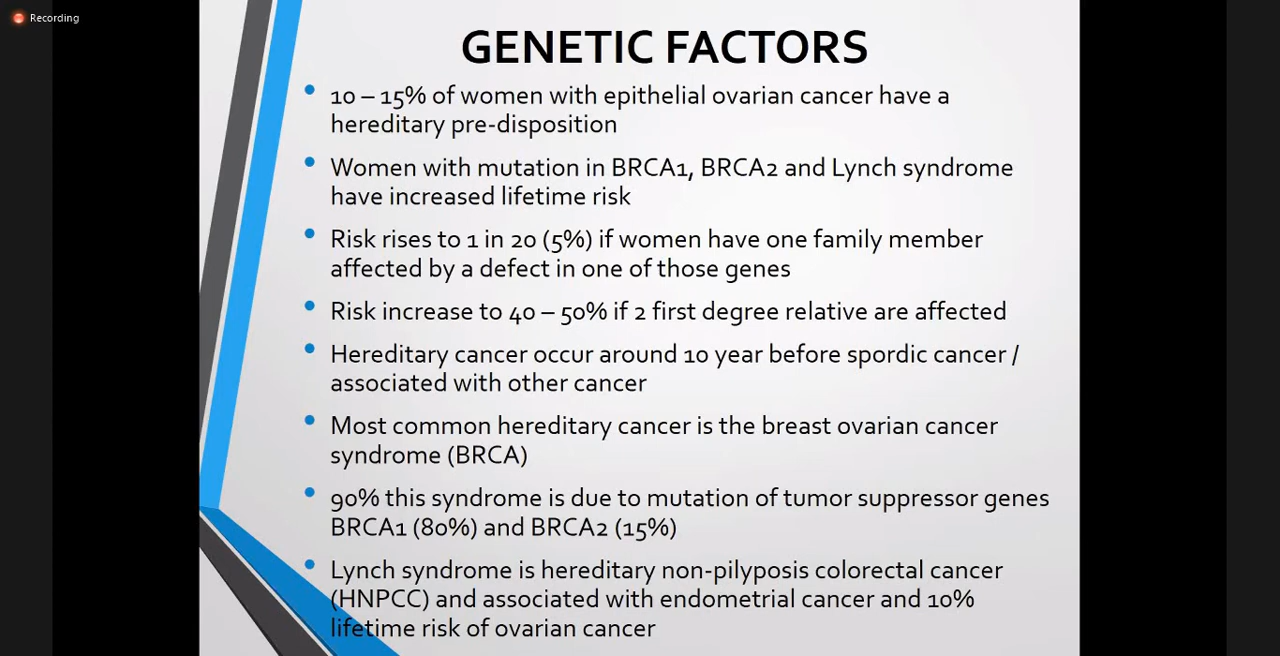 Recording
GENETIC FACTORS
• 10 – 15% of women with epithelial ovarian cancer have a
hereditary pre-disposition
• Women with mutation in BRCA1, BRCA2 and Lynch syndrome
have increased lifetime risk
• Risk rises to 1 in 20 (5%) if women have one family member
affected by a defect in one of those genes
• Risk increase to 40 – 50% if 2 first degree relative are affected
• Hereditary cancer occur around 10 year before spordic cancer /
associated with other cancer
• Most common hereditary cancer is the breast ovarian cancer
syndrome (BRCA)
• 90% this syndrome is due to mutation of tumor suppressor genes
BRCA1 (80%) and BRCA2 (15%)
• Lynch syndrome is hereditary non-pilyposis colorectal cancer
(HNPCC) and associated with endometrial cancer and 10%
lifetime risk of ovarian cancer